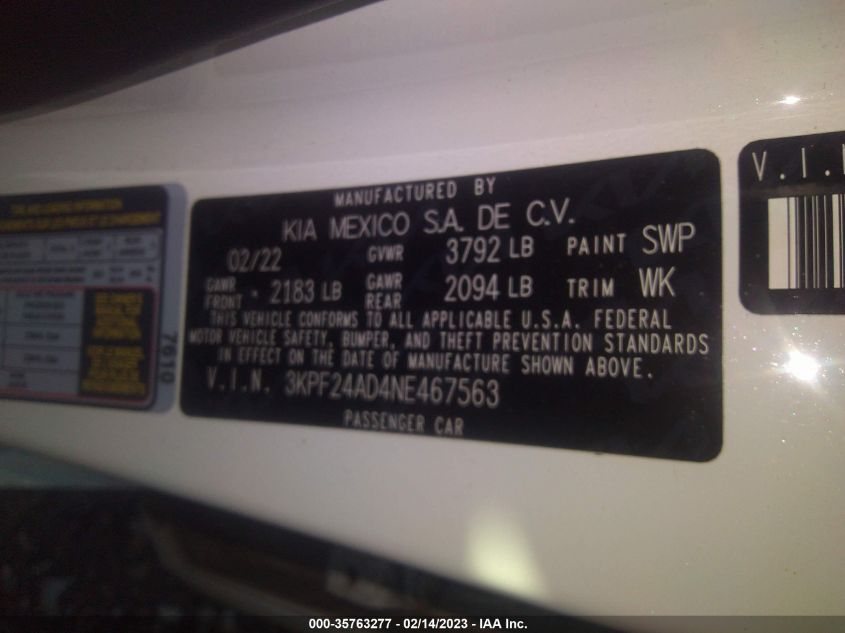 MANUFACTURED BY
KIA MEXICO S.A. DE C.V.
02/22 GVWR 3792 LB PAINT SWP
GAWR FRONT 2183 LB GAWR REAR 2094 LB TRIM WK
THIS VEHICLE CONFORMS TO ALL APPLICABLE U.S.A. FEDERAL
MOTOR VEHICLE SAFETY, BUMPER, AND THEFT PREVENTION STANDARDS
IN EFFECT ON THE DATE OF MANUFACTURE SHOWN ABOVE.
V.I.N. 3KPF24AD4NE467563
PASSENGER CAR
7610
V.I.
000-35763277 - 02/14/2023 - IAA Inc.